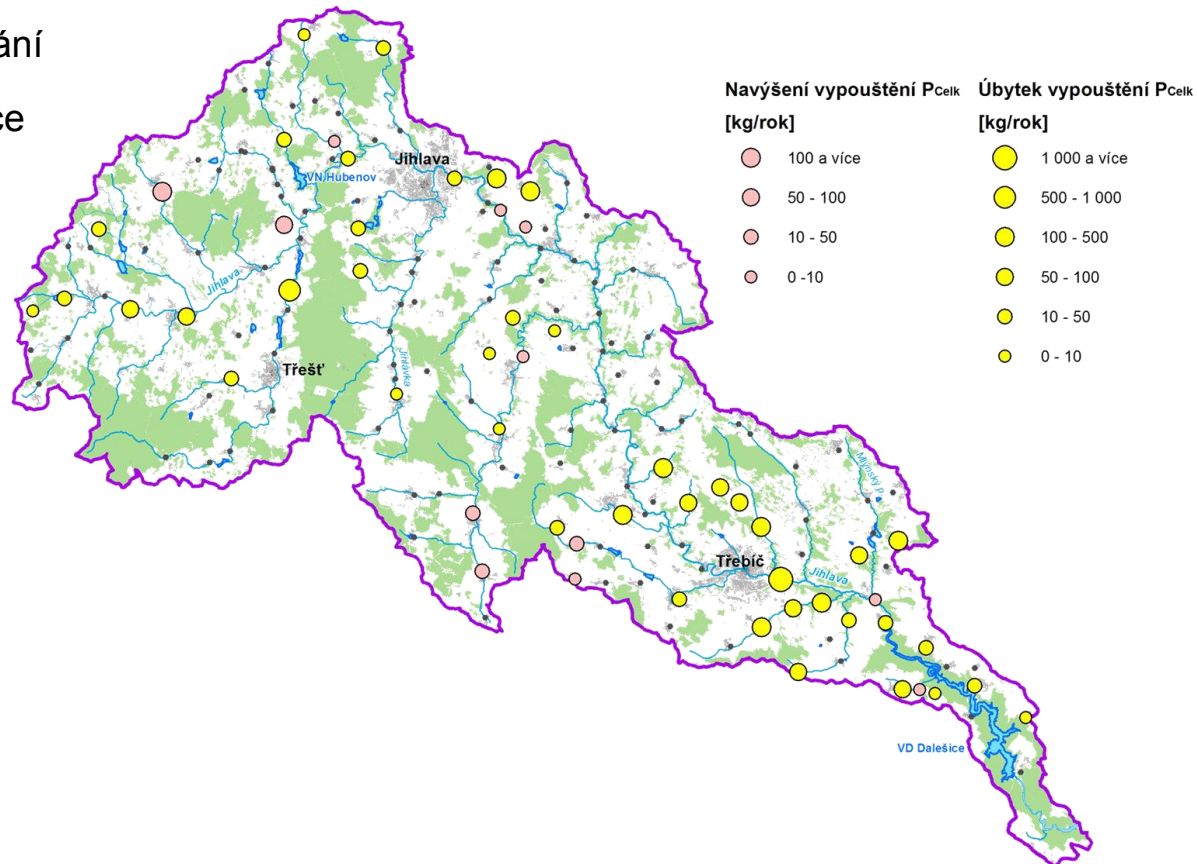 ání
ce
Navýšení vypouštění PCelk
[kg/rok]
100 a více
50 - 100
10 - 50
0 -10
Úbytek vypouštění PCelk
[kg/rok]
1 000 a více
500 - 1 000
100 - 500
50 - 100
10 - 50
0 - 10
Jihlava
VN Hubenov
Jihlava
Třešť
Jihlávka
Mlýnský P.
Třebíč
Jihlava
VD Dalešice